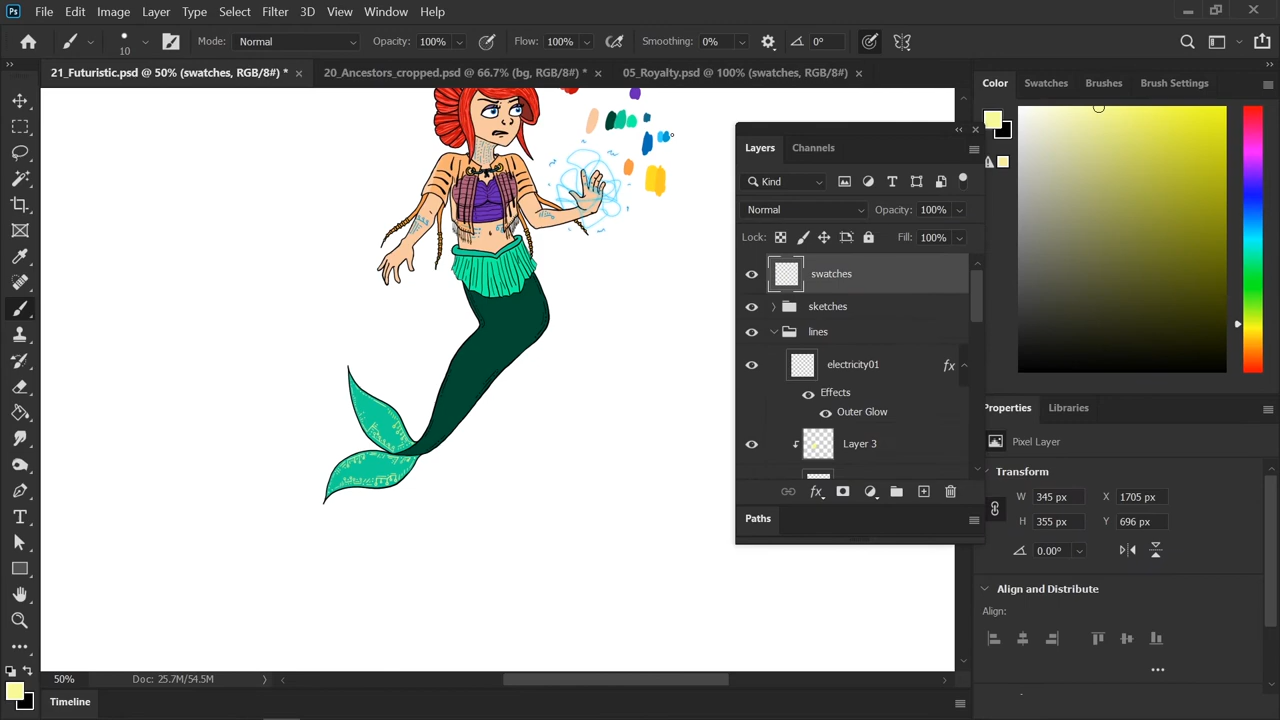 Ps File Edit Image Layer Type Select Filter 3D View Window Help
10 Mode: Normal Opacity: 100% Flow: 100% Smoothing: 0% 0°
21_Futuristic.psd @ 50% (swatches, RGB/8#) * × 20_Ancestors_cropped.psd @ 66.7% (bg, RGB/8#) * × 05_Royalty.psd @ 100% (swatches, RGB/8#) ×
Color Swatches Brushes Brush Settings
Layers Channels
Kind
Normal Opacity: 100%
Lock: Fill: 100%
swatches
sketches
lines
electricity01 fx
Effects
Outer Glow
Layer 3
fx
Paths
Properties Libraries
Pixel Layer
Transform
W 345 px X 1705 px
H 355 px Y 696 px
0.00°
Align and Distribute
Align:
50% Doc: 25.7M/54.5M
Timeline